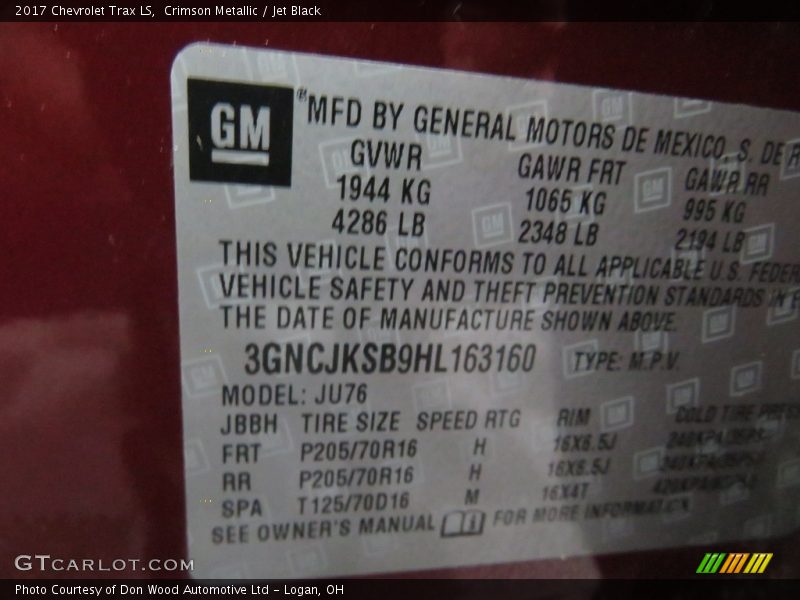 2017 Chevrolet Trax LS, Crimson Metallic / Jet Black
GM ® MFD BY GENERAL MOTORS DE MEXICO, S. DE R
GVWR GAWR FRT GAWR RR
1944 KG 1065 KG 995 KG
4286 LB 2348 LB 2194 LB
THIS VEHICLE CONFORMS TO ALL APPLICABLE U.S. FEDER
VEHICLE SAFETY AND THEFT PREVENTION STANDARDS IN
THE DATE OF MANUFACTURE SHOWN ABOVE.
3GNCJKSB9HL163160 TYPE: M.P.V.
MODEL: JU76
JBBH TIRE SIZE SPEED RTG RIM COLD TIRE PRES
FRT P205/70R16 H 16X6.5J
RR P205/70R16 H 16X6.5J
SPA T125/70D16 M 16X4T
SEE OWNER'S MANUAL FOR MORE INFORMATION
GTCARLOT.COM
Photo Courtesy of Don Wood Automotive Ltd - Logan, OH